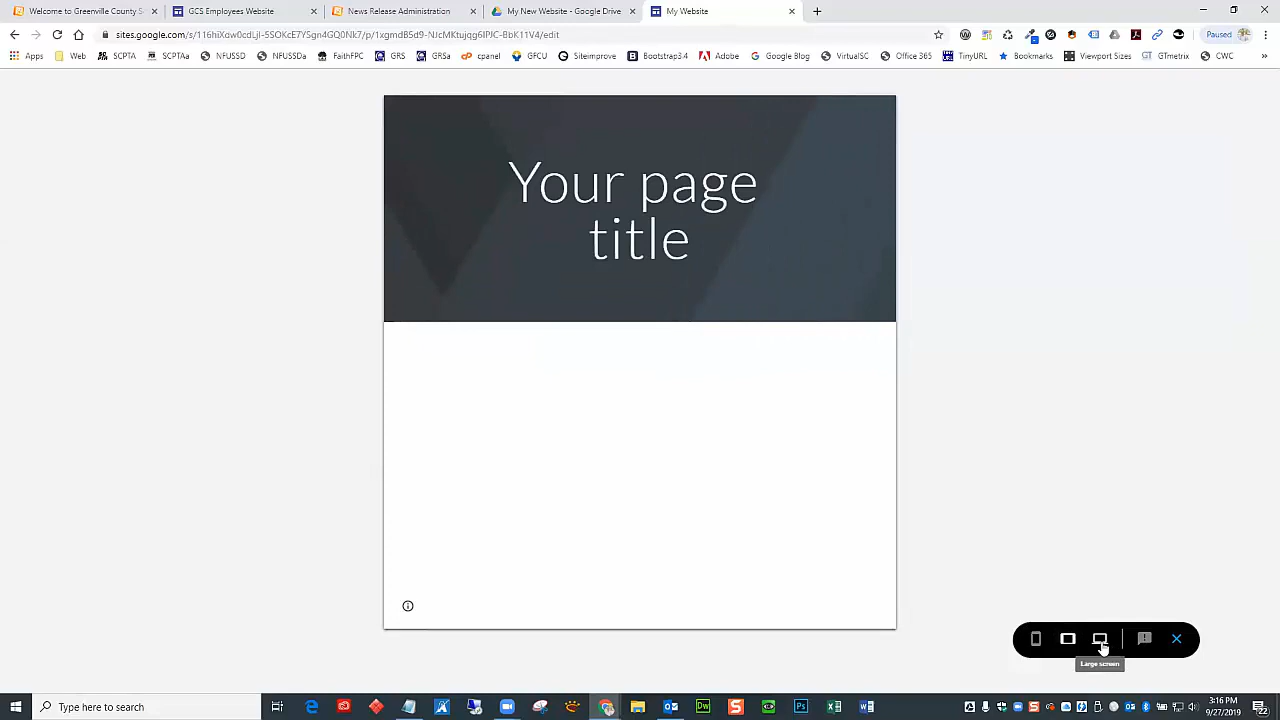 Welcome to Greenville County S
GCS Employees Website
News Release Administration
My New Website - Google Drive
My Website
Paused
Apps
Web
SCPTA
SCPTAa
NFUSSD
NFUSSDa
FaithFPC
GRS
GRSa
cpanel
GFCU
Siteimprove
Bootstrap3.4
Adobe
Google Blog
VirtualSC
Office 365
TinyURL
Bookmarks
Viewport Sizes
GTmetrix
CWC
Your page
title
Large screen
Type here to search
3:16 PM
9/27/2019